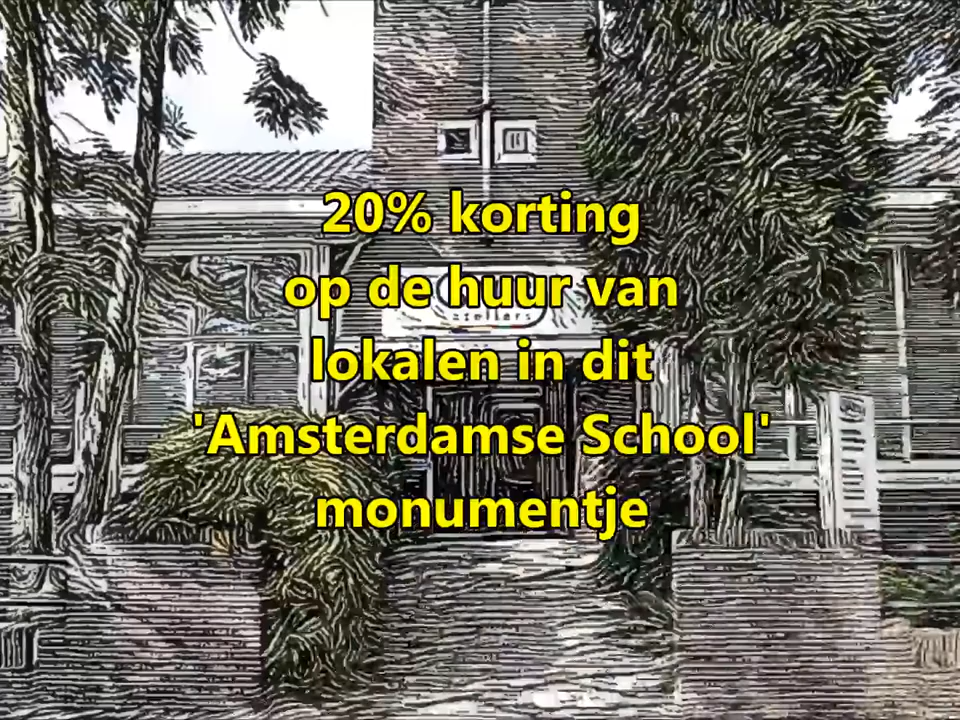 20% korting
op de huur van
lokalen in dit
'Amsterdamse School'
monumentje